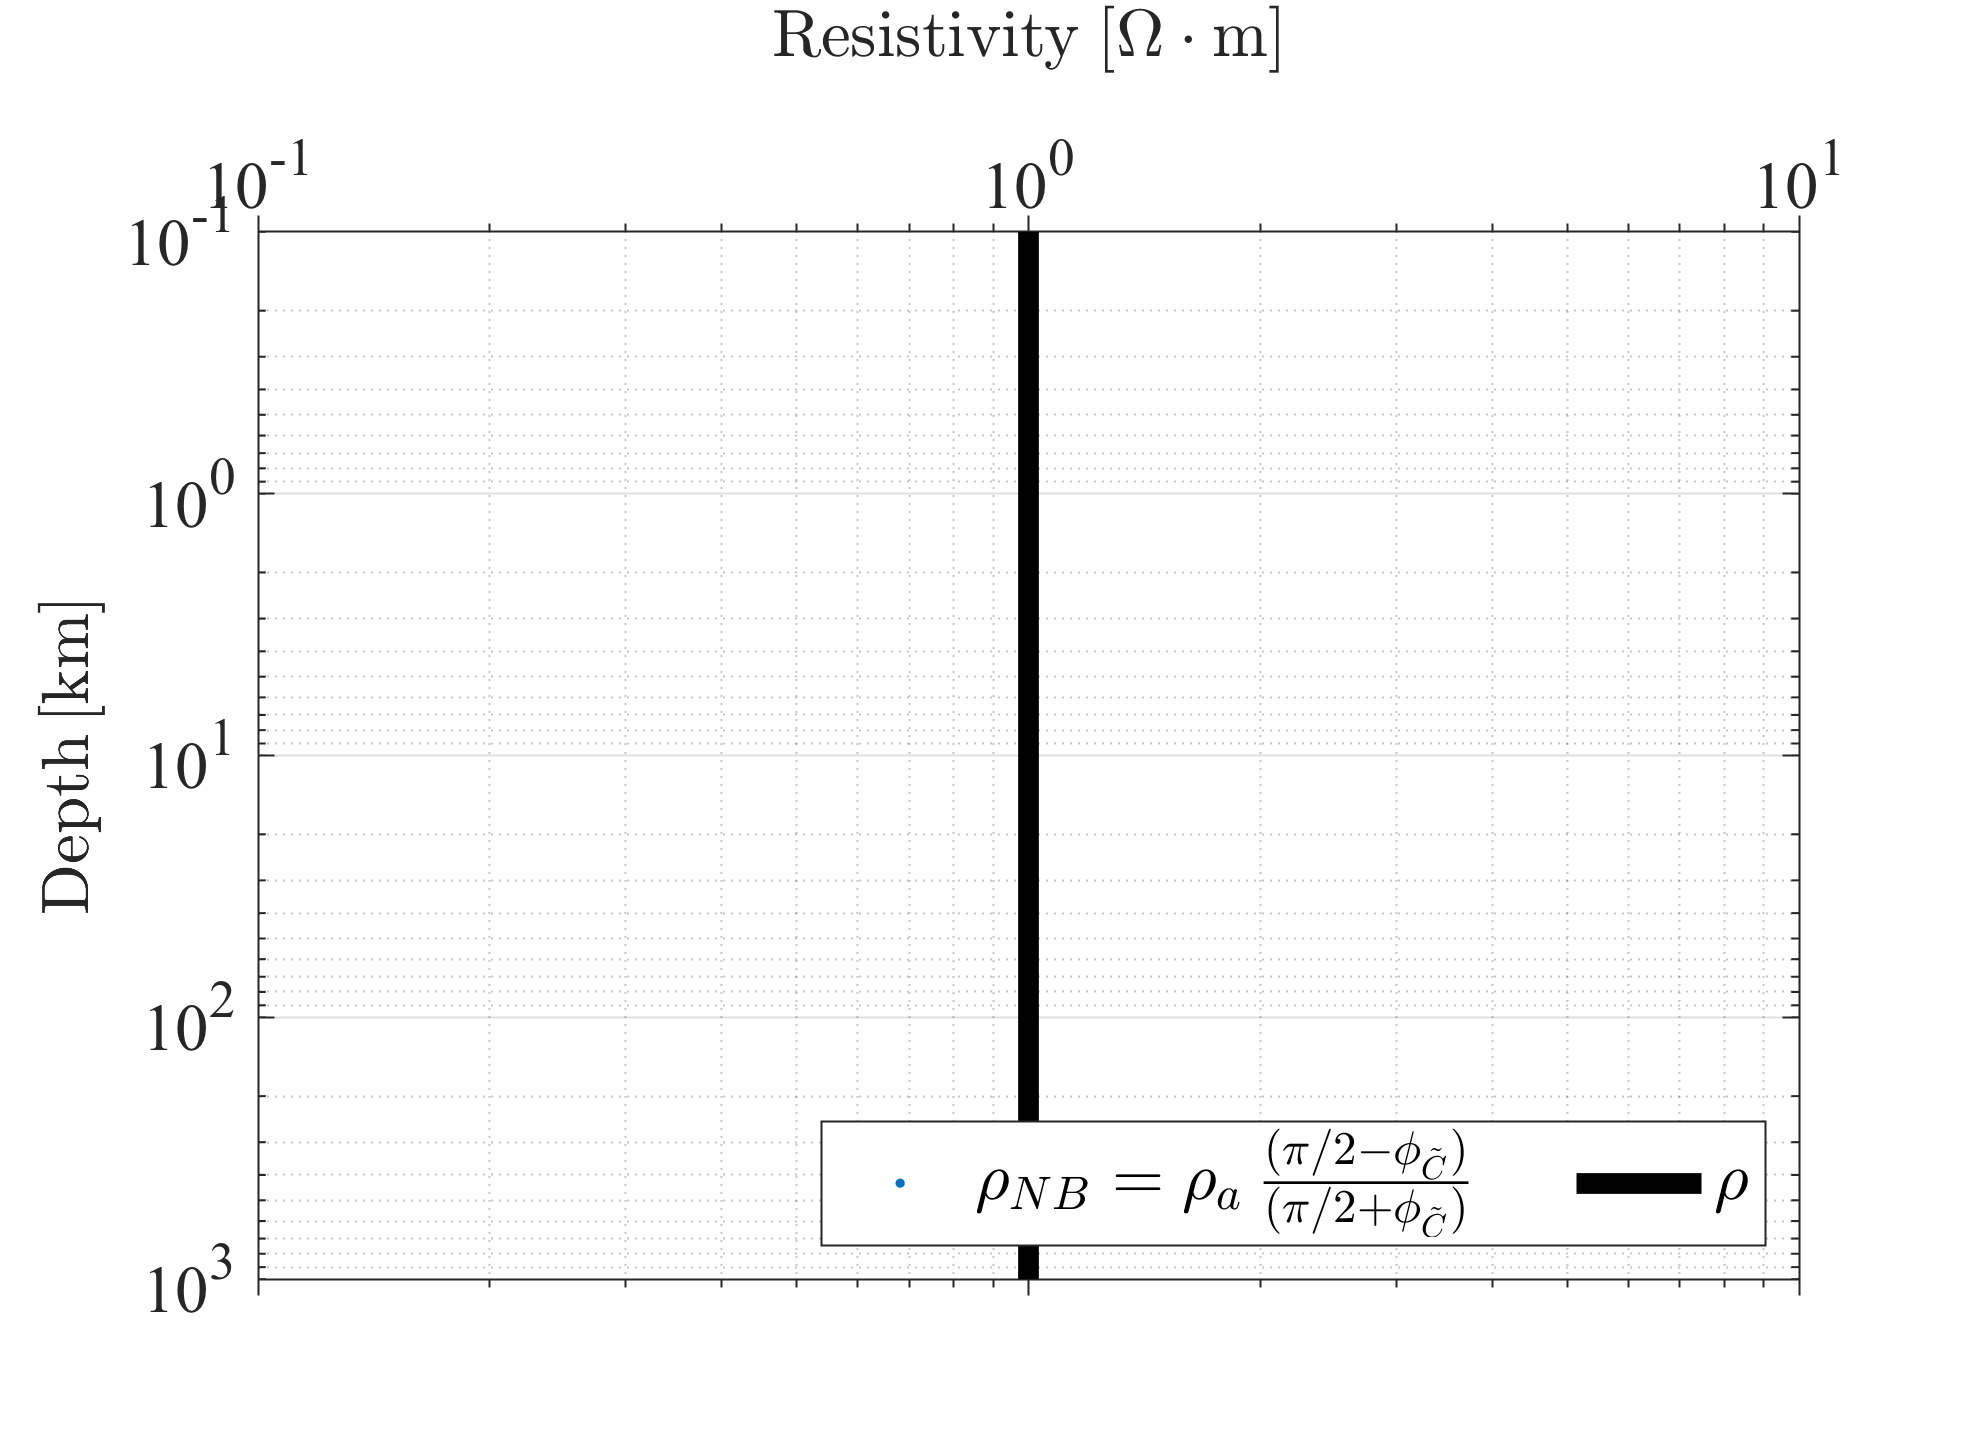 Resistivity [Ω · m]
10^-1 10^0 10^1
10^-1
10^0
10^1
10^2
10^3
Depth [km]
ρ_NB = ρ_a (π/2−ϕ_C̃)/(π/2+ϕ_C̃) ρ